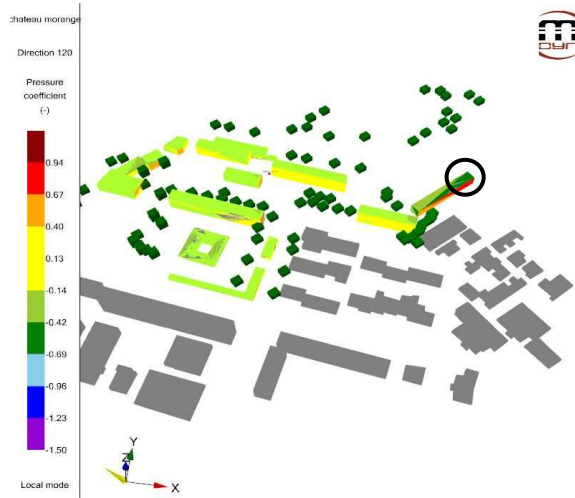 chateau morange
Direction 120
Pressure
coefficient
(-)
0.94
0.67
0.40
0.13
-0.14
-0.42
-0.69
-0.96
-1.23
-1.50
Local mode
Y
Z
X
m
DYN